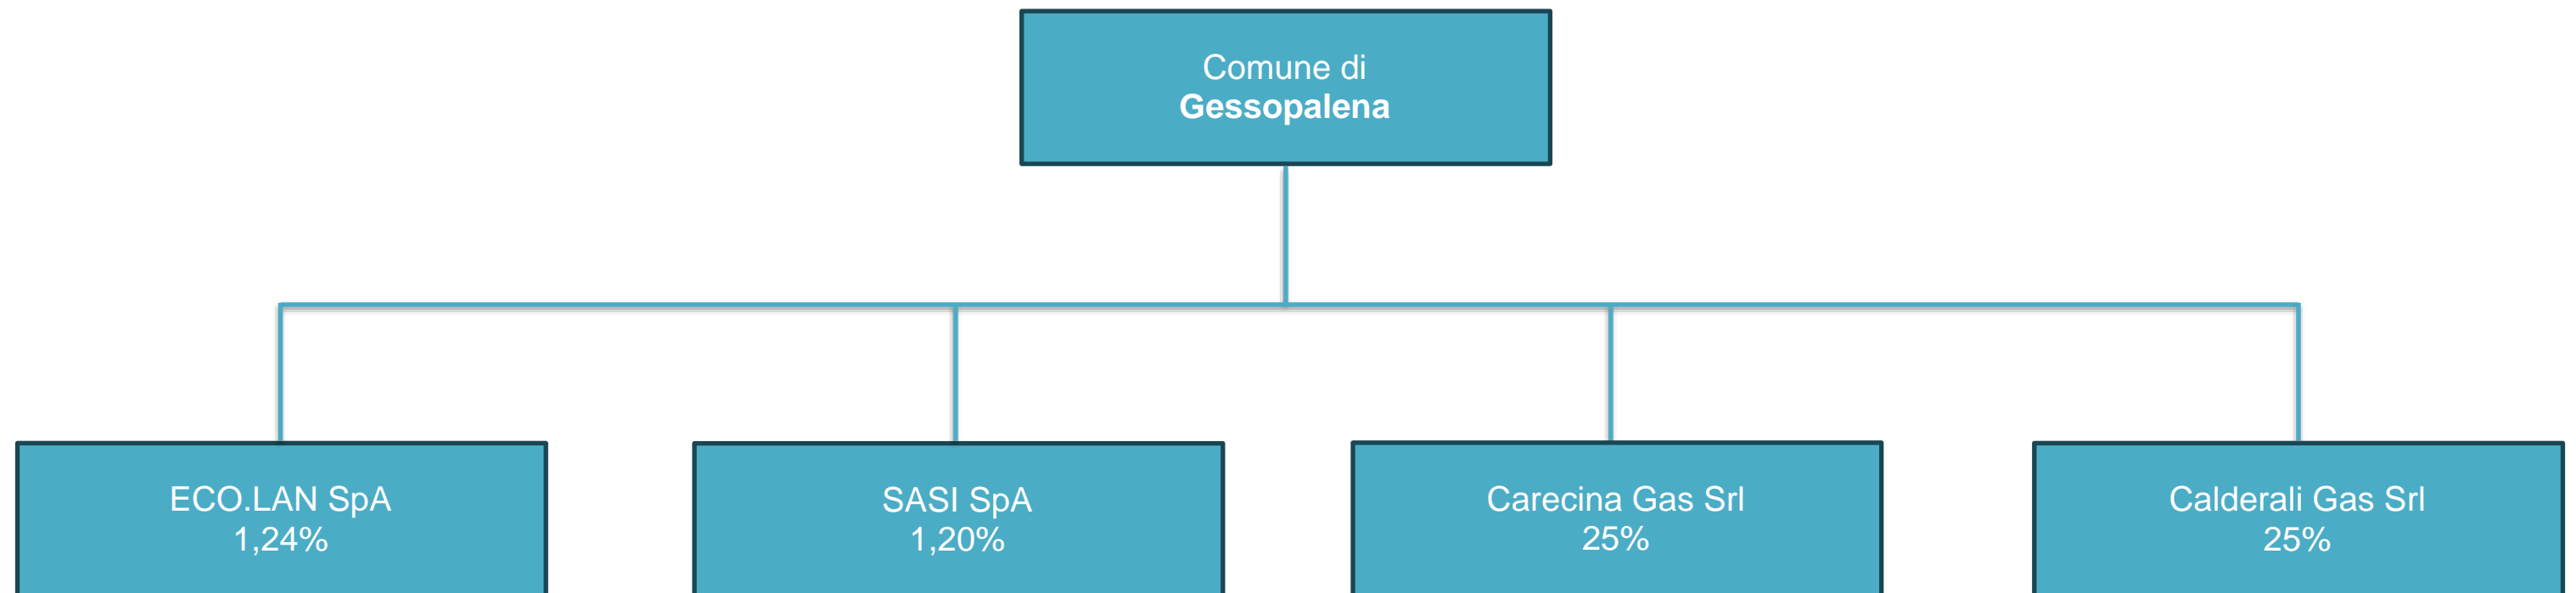 Comune di
Gessopalena
ECO.LAN SpA
1,24%
SASI SpA
1,20%
Carecina Gas Srl
25%
Calderali Gas Srl
25%